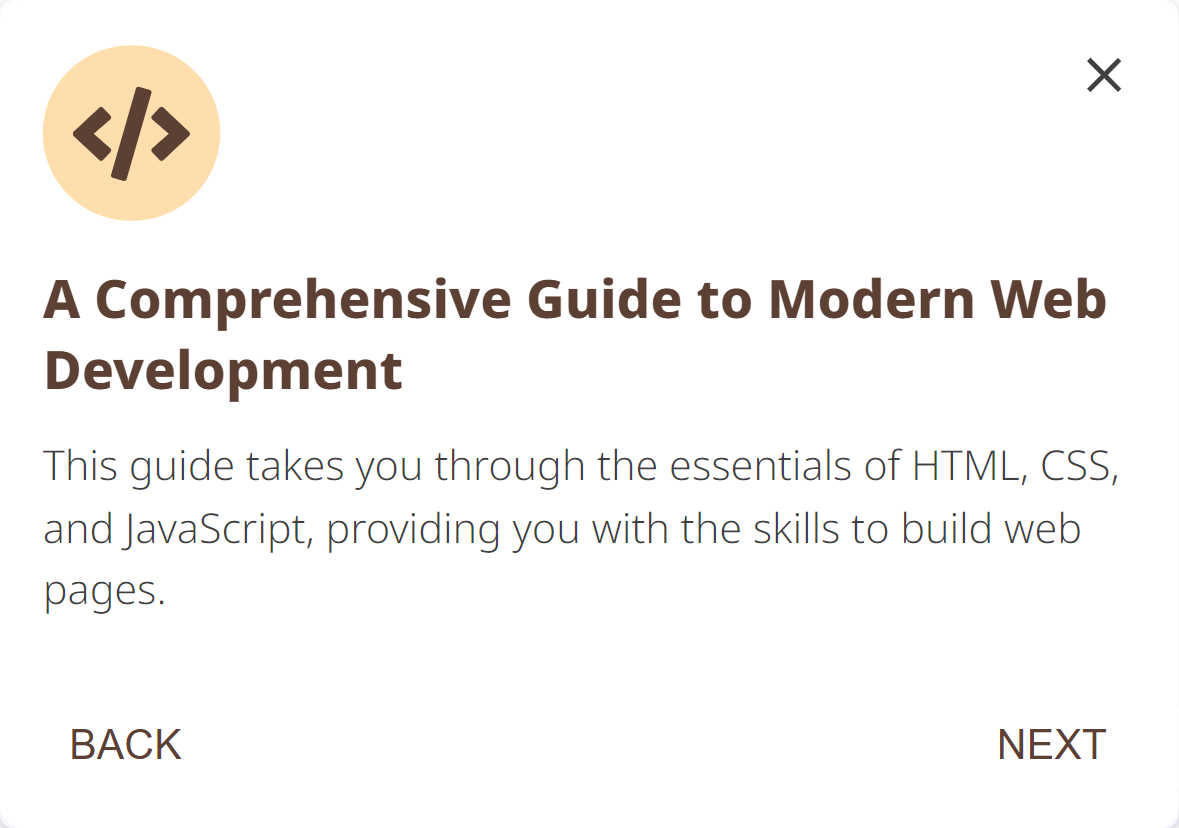 A Comprehensive Guide to Modern Web
Development
This guide takes you through the essentials of HTML, CSS,
and JavaScript, providing you with the skills to build web
pages.
BACK
NEXT